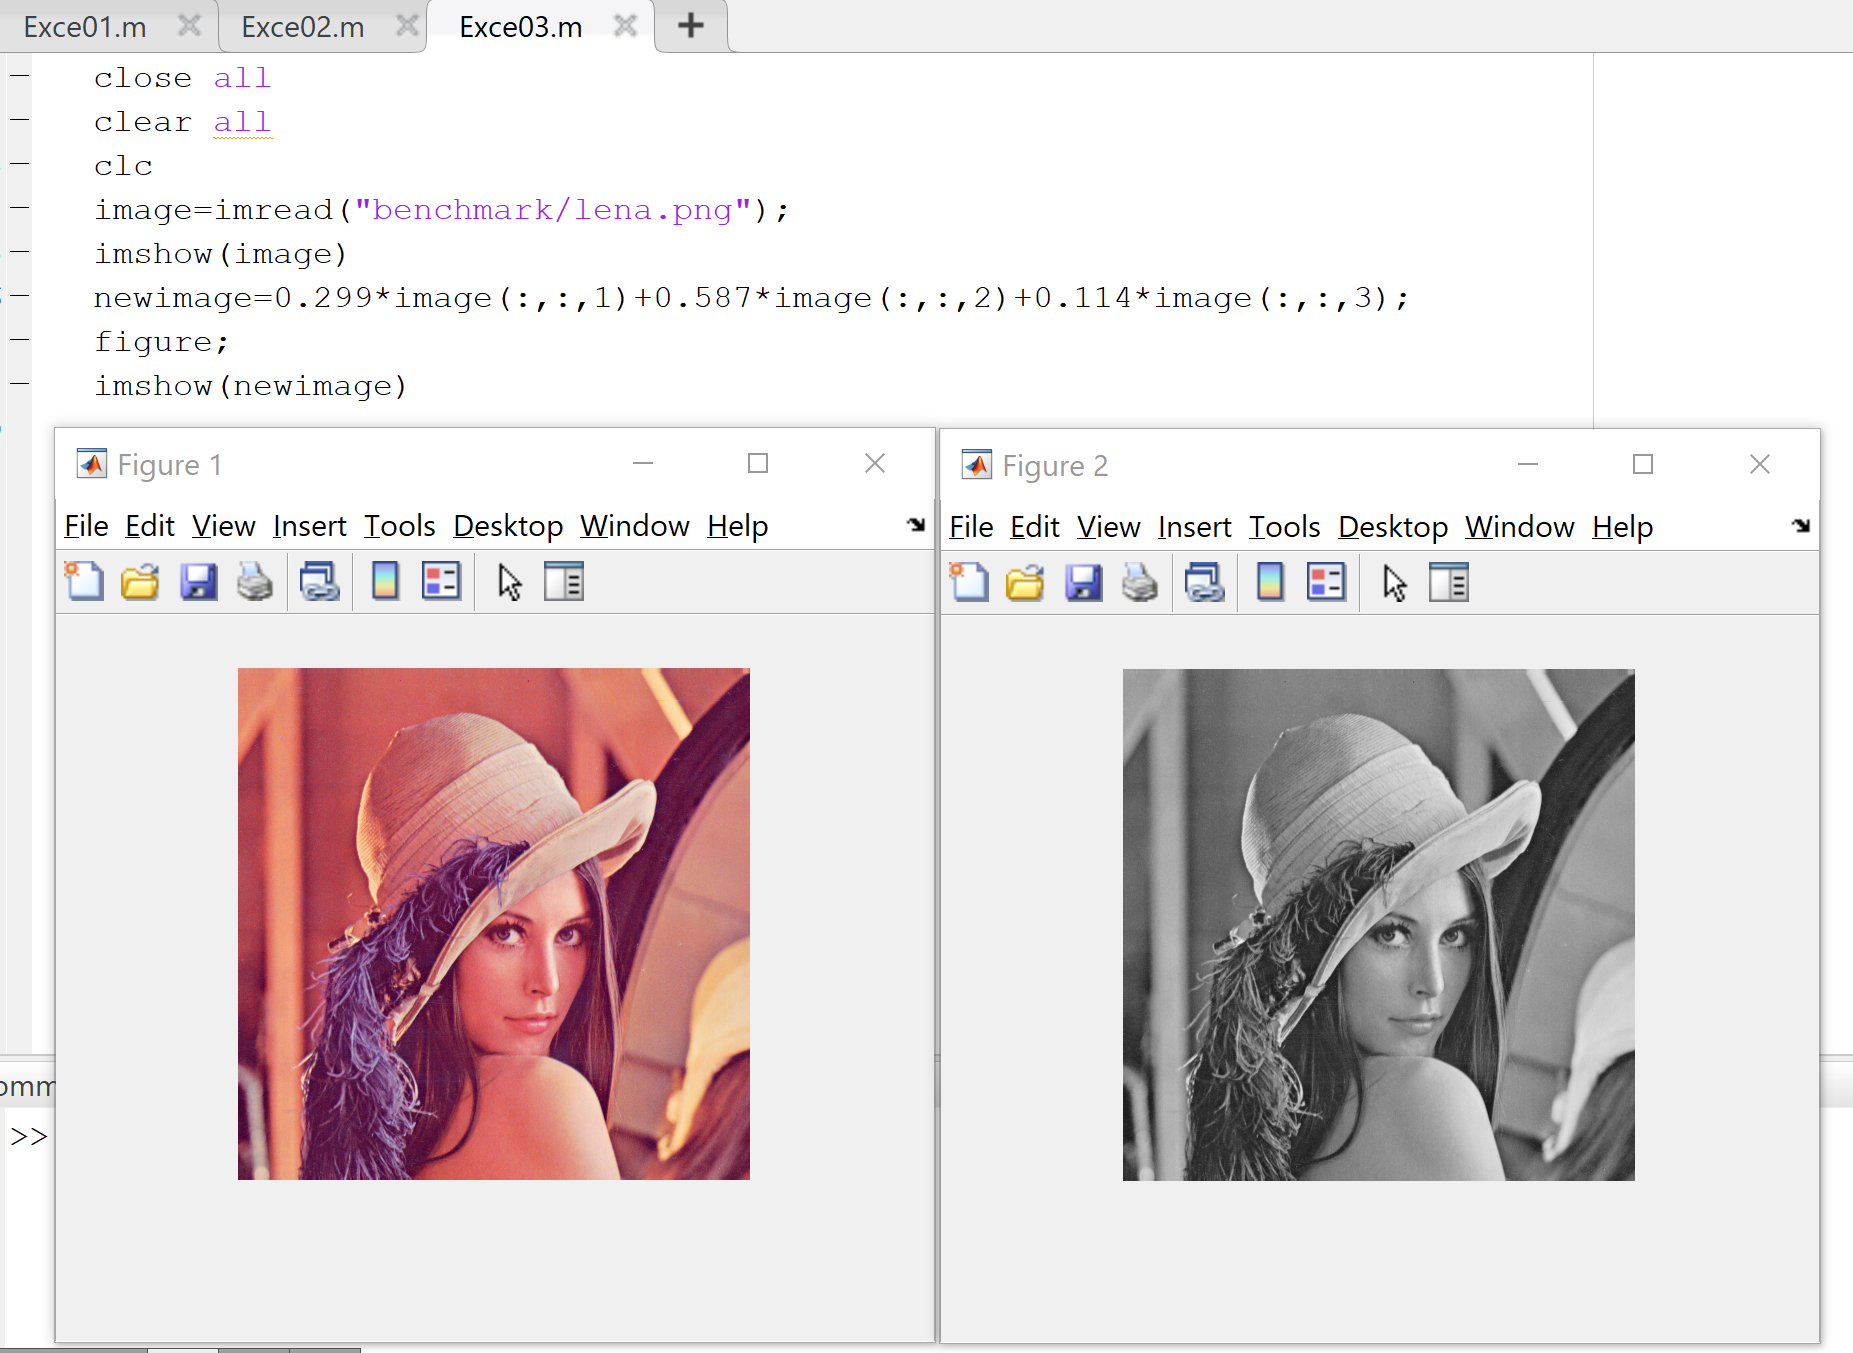 Exce01.m Exce02.m Exce03.m
close all
clear all
clc
image=imread("benchmark/lena.png");
imshow(image)
newimage=0.299*image(:,:,1)+0.587*image(:,:,2)+0.114*image(:,:,3);
figure;
imshow(newimage)
Figure 1
File Edit View Insert Tools Desktop Window Help
Figure 2
File Edit View Insert Tools Desktop Window Help
omm
>>